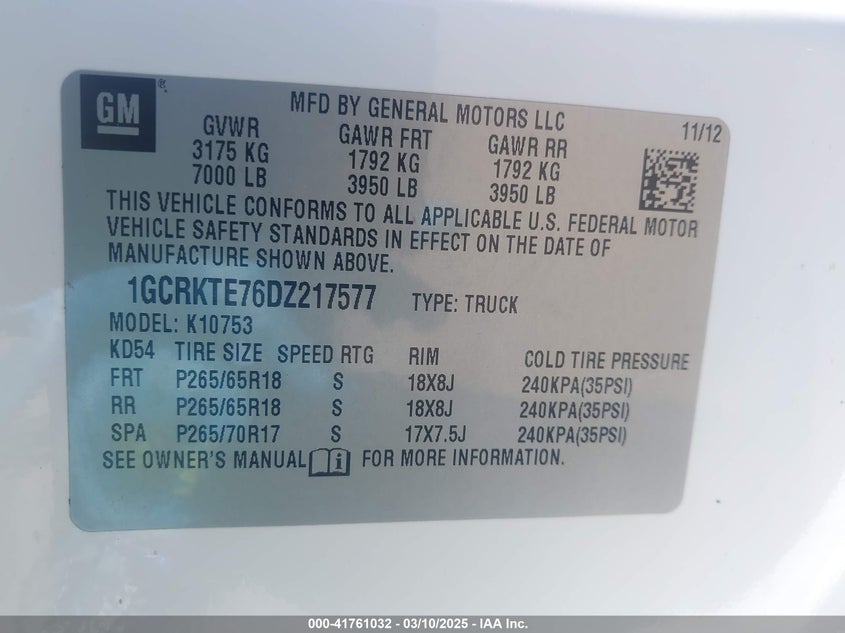 GM ®
MFD BY GENERAL MOTORS LLC
11/12
GVWR GAWR FRT GAWR RR
3175 KG 1792 KG 1792 KG
7000 LB 3950 LB 3950 LB
THIS VEHICLE CONFORMS TO ALL APPLICABLE U.S. FEDERAL MOTOR
VEHICLE SAFETY STANDARDS IN EFFECT ON THE DATE OF
MANUFACTURE SHOWN ABOVE.
1GCRKTE76DZ217577 TYPE: TRUCK
MODEL: K10753
KD54 TIRE SIZE SPEED RTG RIM COLD TIRE PRESSURE
FRT P265/65R18 S 18X8J 240KPA(35PSI)
RR P265/65R18 S 18X8J 240KPA(35PSI)
SPA P265/70R17 S 17X7.5J 240KPA(35PSI)
SEE OWNER'S MANUAL i FOR MORE INFORMATION.
000-41761032 — 03/10/2025 — IAA Inc.